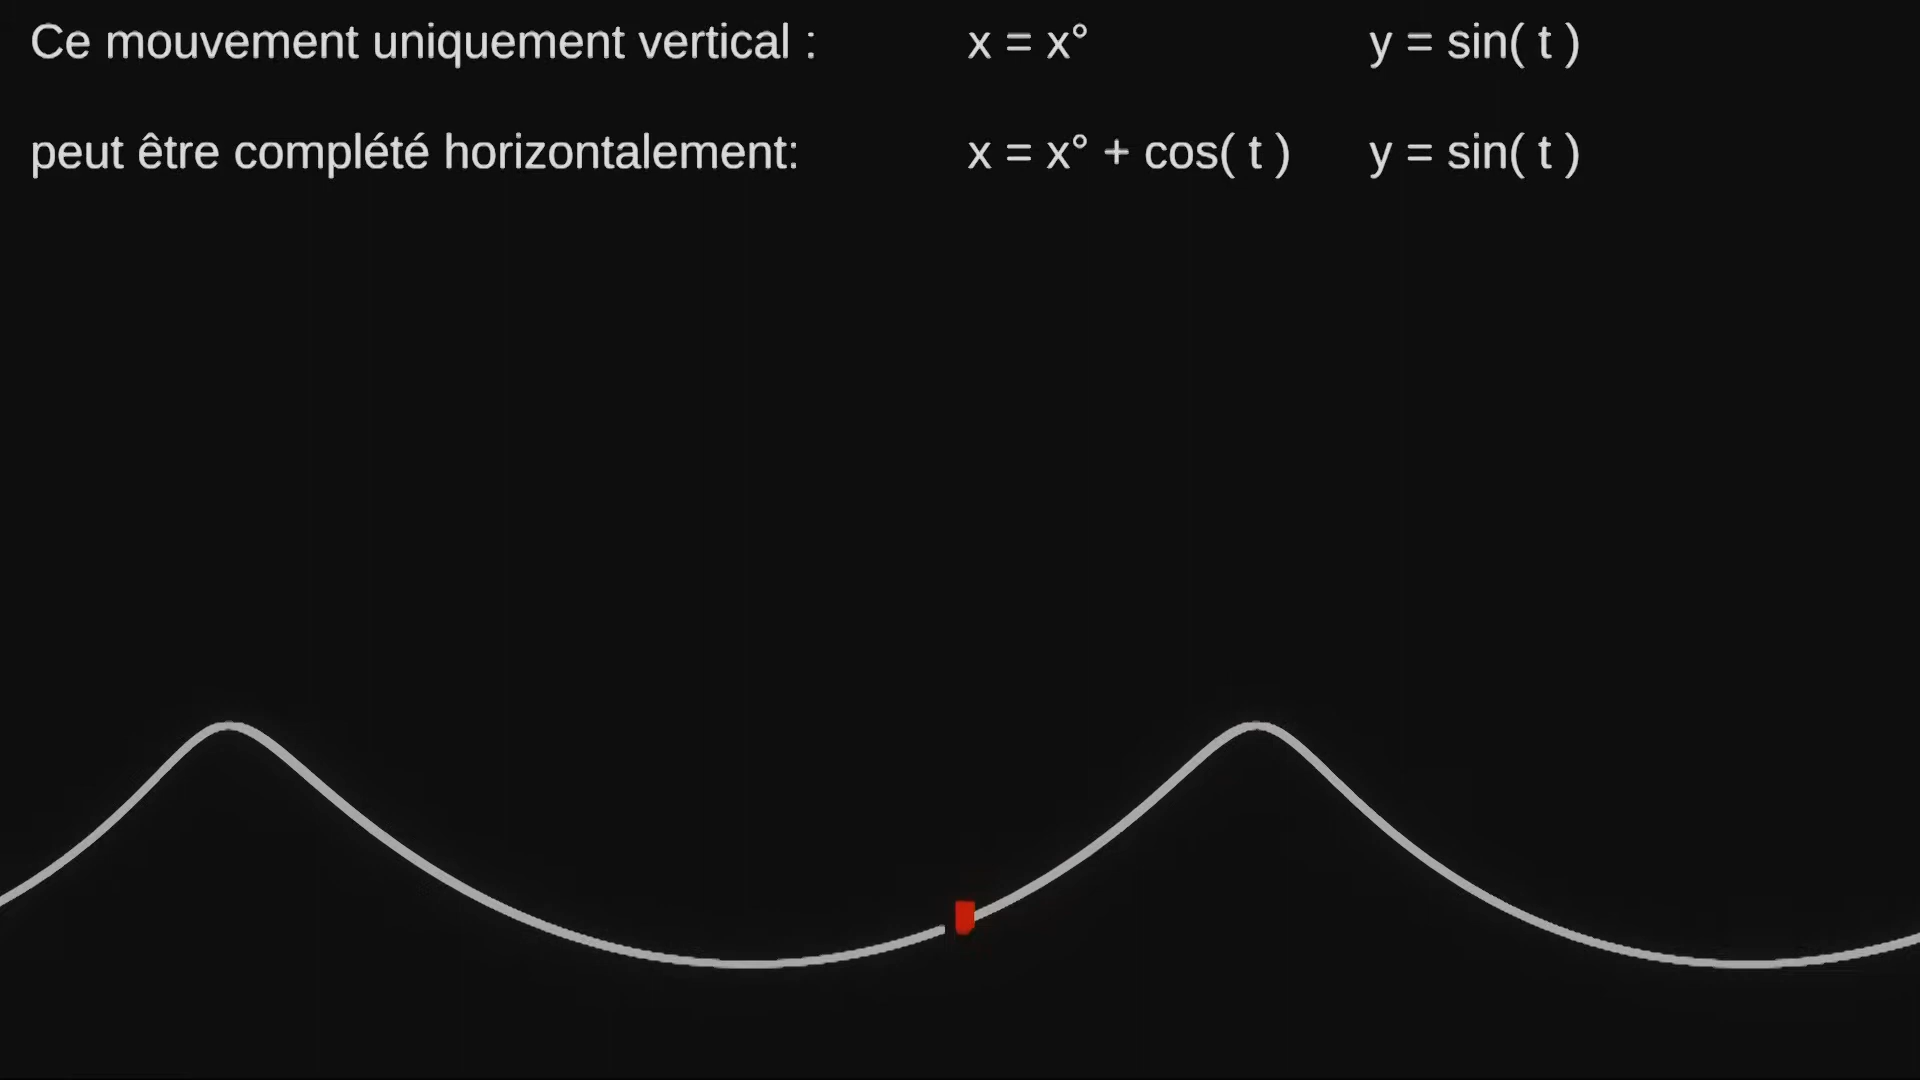 Ce mouvement uniquement vertical : x = x° y = sin( t )
peut être complété horizontalement: x = x° + cos( t ) y = sin( t )